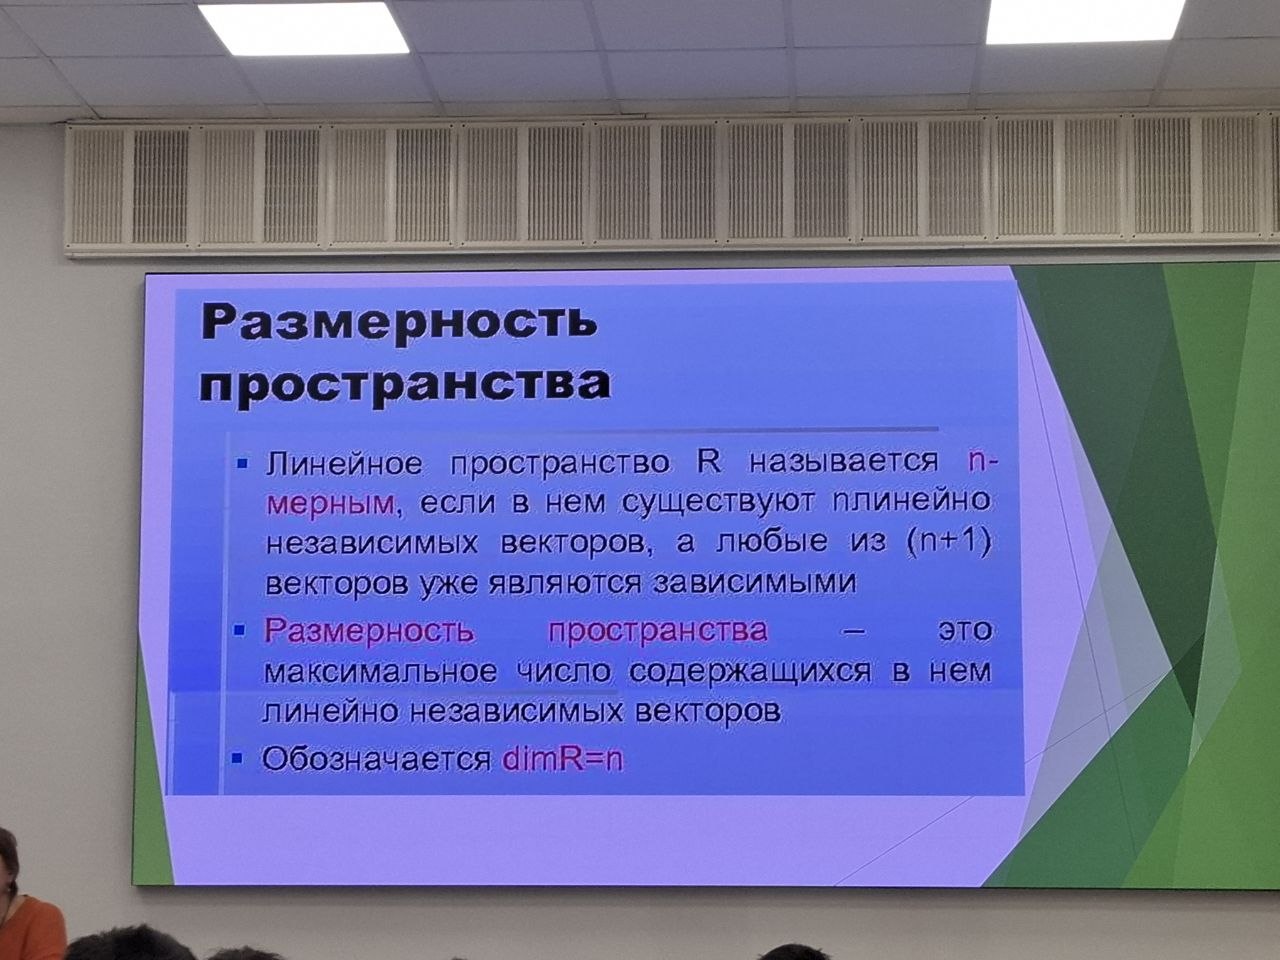 Размерность
пространства
Линейное пространство R называется n-
мерным, если в нем существуют nлинейно
независимых векторов, а любые из (n+1)
векторов уже являются зависимыми
Размерность пространства – это
максимальное число содержащихся в нем
линейно независимых векторов
Обозначается dimR=n